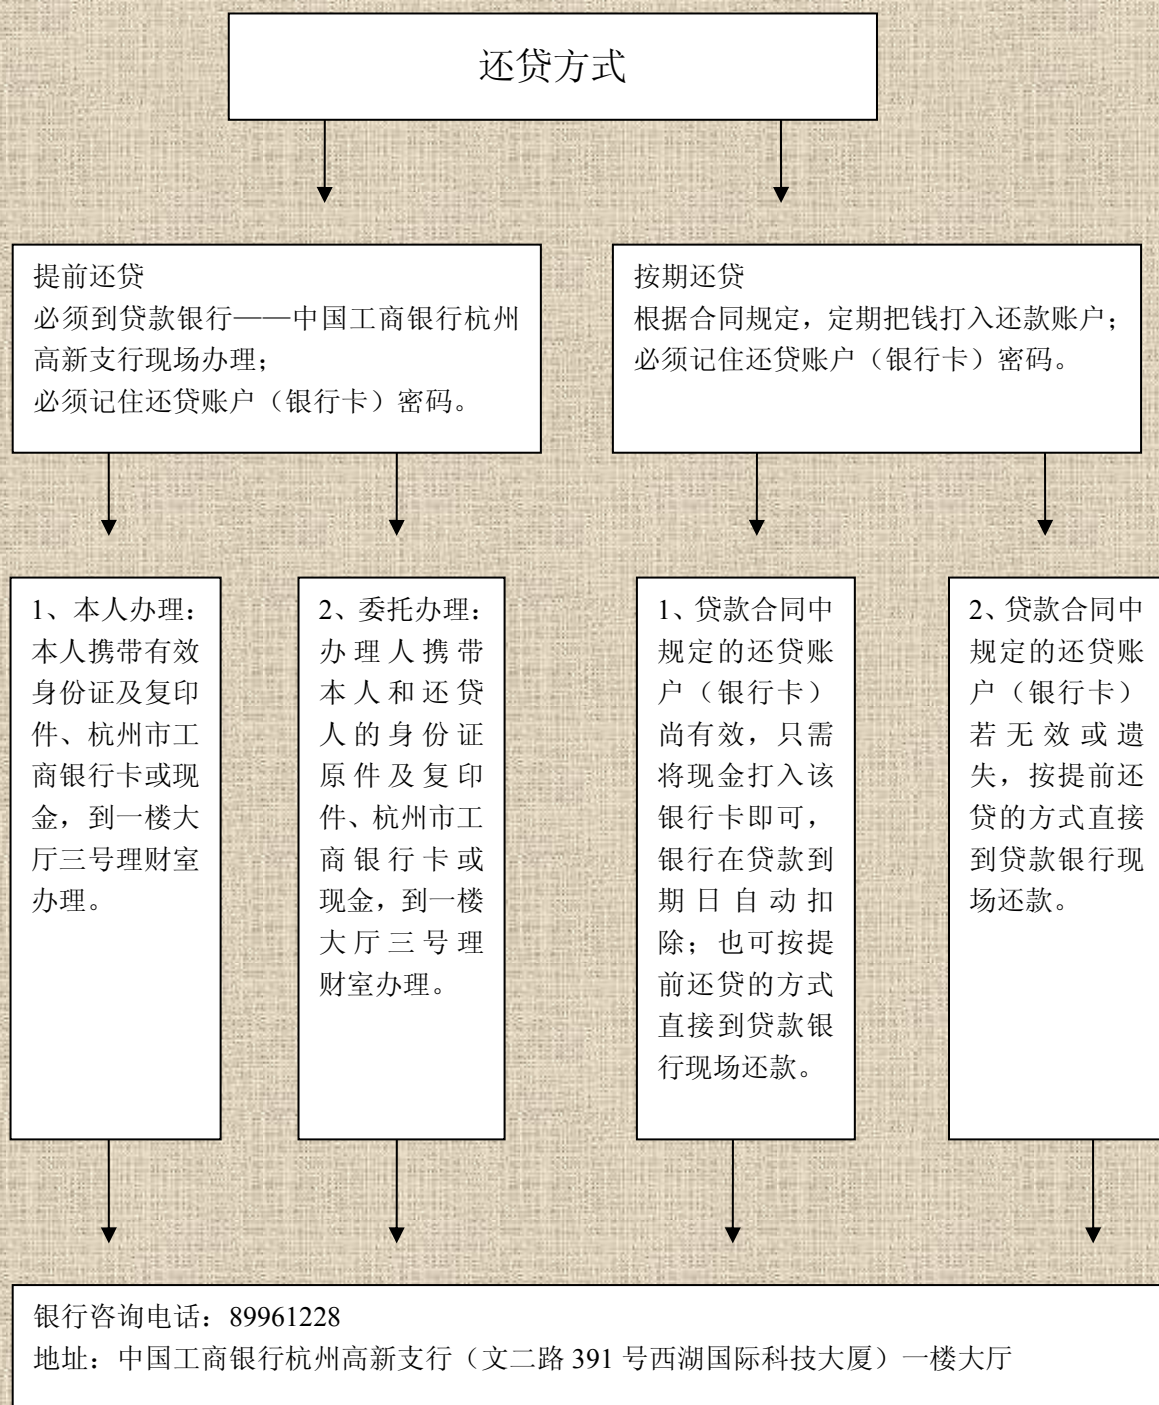 还贷方式
提前还贷
必须到贷款银行——中国工商银行杭州
高新支行现场办理；
必须记住还贷账户（银行卡）密码。
按期还贷
根据合同规定，定期把钱打入还款账户；
必须记住还贷账户（银行卡）密码。
1、本人办理：
本人携带有效
身份证及复印
件、杭州市工
商银行卡或现
金，到一楼大
厅三号理财室
办理。
2、委托办理：
办理人携带
本人和还贷
人的身份证
原件及复印
件、杭州市工
商银行卡或
现金，到一楼
大厅三号理
财室办理。
1、贷款合同中
规定的还贷账
户（银行卡）
尚有效，只需
将现金打入该
银行卡即可，
银行在贷款到
期日自动扣
除；也可按提
前还贷的方式
直接到贷款银
行现场还款。
2、贷款合同中
规定的还贷账
户（银行卡）
若无效或遗
失，按提前还
贷的方式直接
到贷款银行现
场还款。
银行咨询电话：89961228
地址：中国工商银行杭州高新支行（文二路 391 号西湖国际科技大厦）一楼大厅